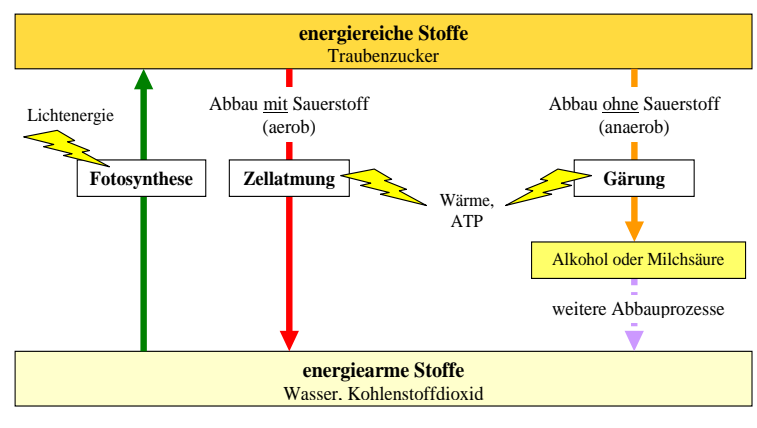 energiereiche Stoffe
Traubenzucker
Lichtenergie
Abbau mit Sauerstoff
(aerob)
Abbau ohne Sauerstoff
(anaerob)
Fotosynthese
Zellatmung
Gärung
Wärme,
ATP
Alkohol oder Milchsäure
weitere Abbauprozesse
energiearme Stoffe
Wasser, Kohlenstoffdioxid